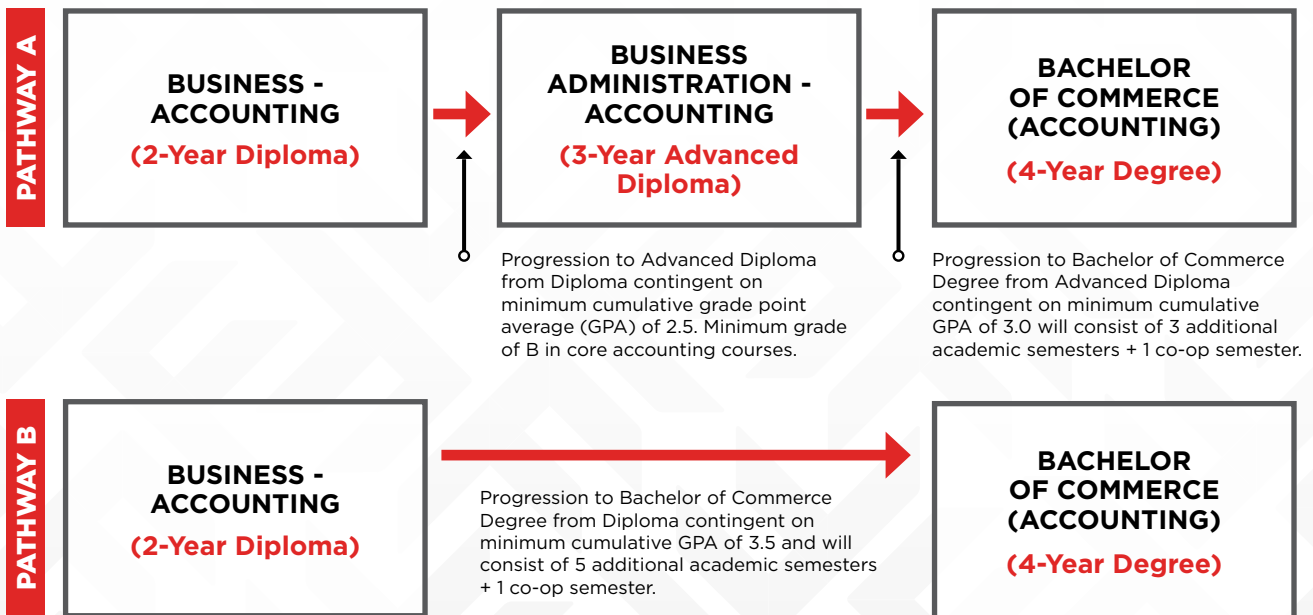 PATHWAY A
BUSINESS -
ACCOUNTING
(2-Year Diploma)
BUSINESS
ADMINISTRATION -
ACCOUNTING
(3-Year Advanced
Diploma)
BACHELOR
OF COMMERCE
(ACCOUNTING)
(4-Year Degree)
Progression to Advanced Diploma
from Diploma contingent on
minimum cumulative grade point
average (GPA) of 2.5. Minimum grade
of B in core accounting courses.
Progression to Bachelor of Commerce
Degree from Advanced Diploma
contingent on minimum cumulative
GPA of 3.0 will consist of 3 additional
academic semesters + 1 co-op semester.
PATHWAY B
BUSINESS -
ACCOUNTING
(2-Year Diploma)
Progression to Bachelor of Commerce
Degree from Diploma contingent on
minimum cumulative GPA of 3.5 and will
consist of 5 additional academic semesters
+ 1 co-op semester.
BACHELOR
OF COMMERCE
(ACCOUNTING)
(4-Year Degree)